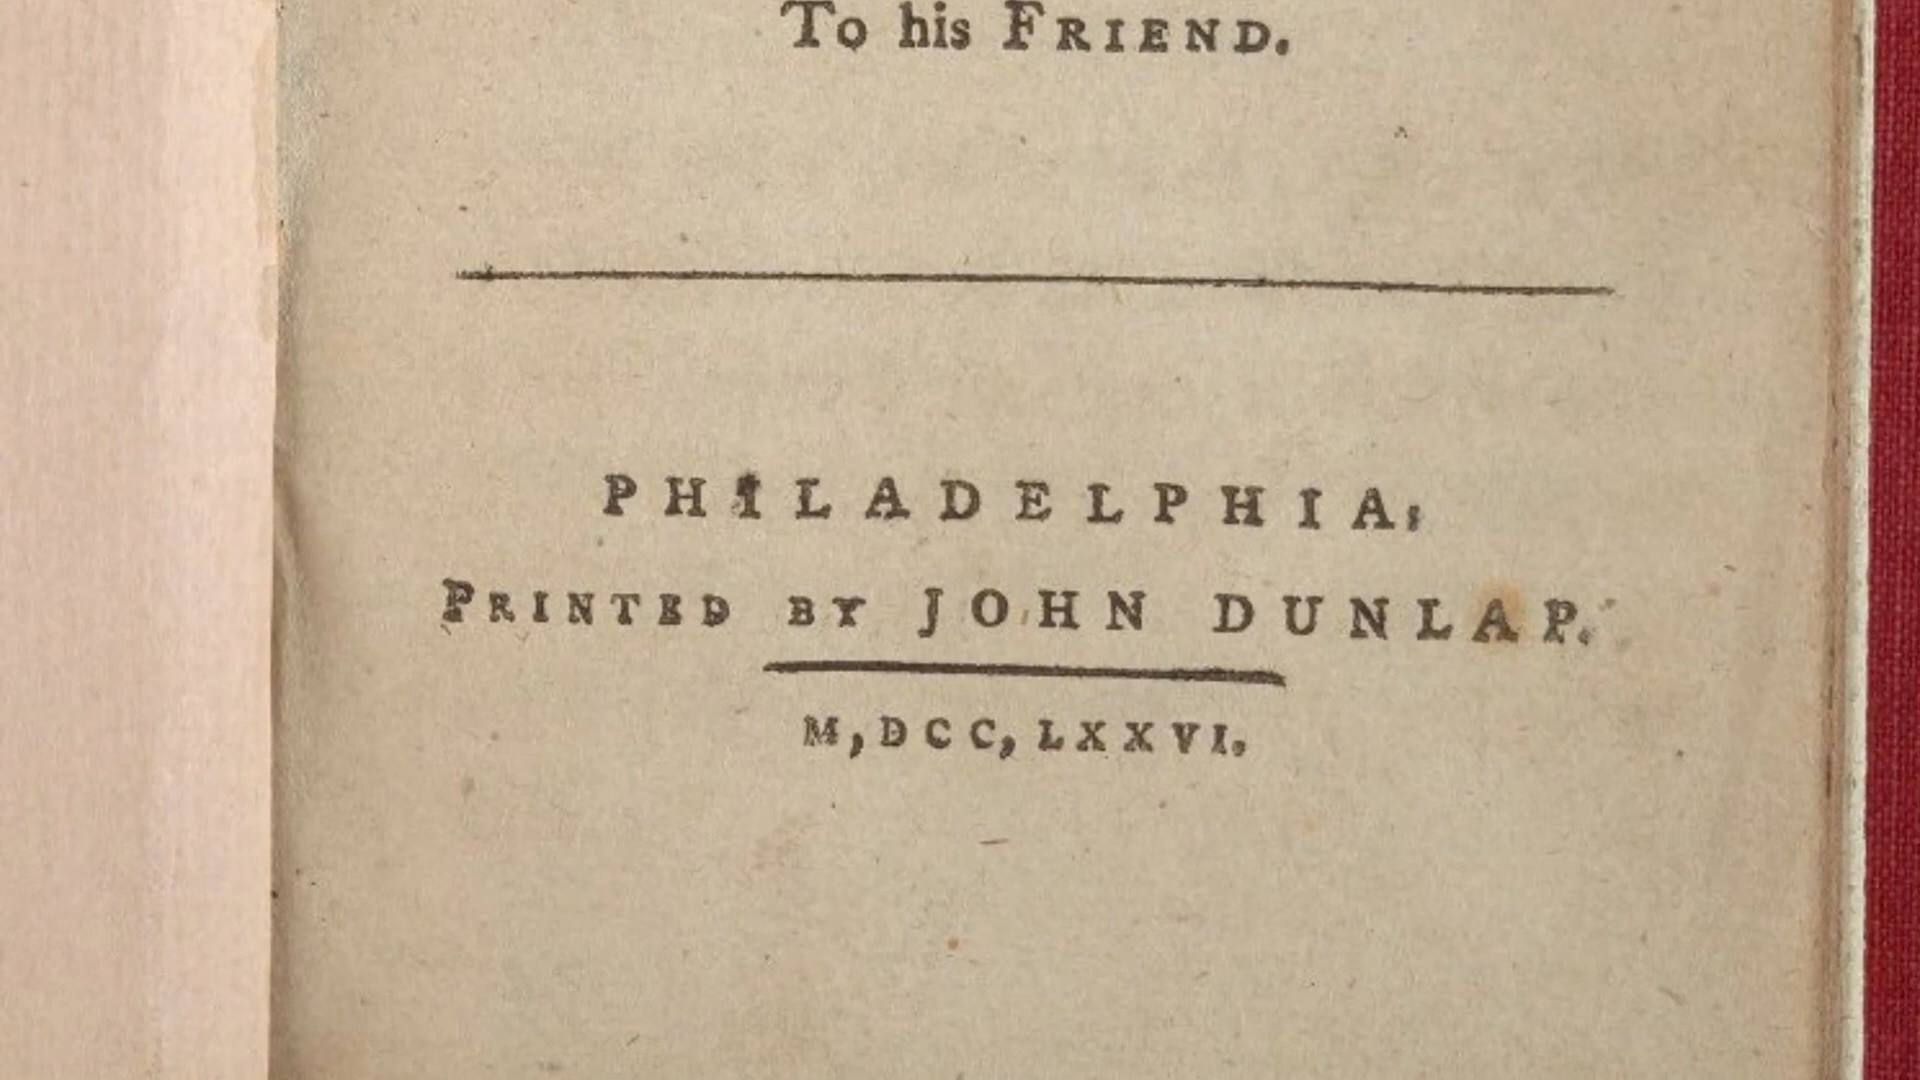 To his FRIEND.
PHILADELPHIA,
PRINTED BY JOHN DUNLAP.
M,DCC,LXXVI.